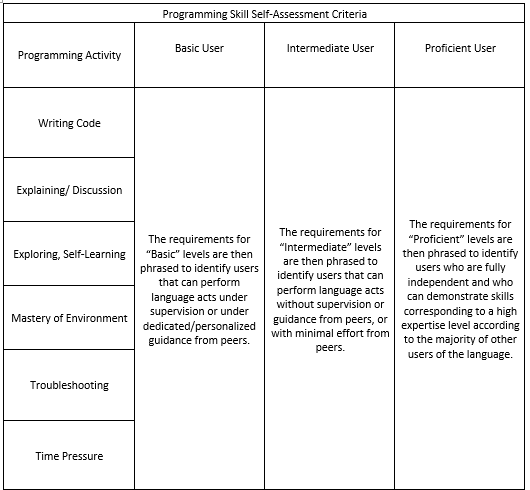 Programming Skill Self-Assessment Criteria
Programming Activity
Basic User
Intermediate User
Proficient User
Writing Code
Explaining/ Discussion
Exploring, Self-Learning
Mastery of Environment
Troubleshooting
Time Pressure
The requirements for
“Basic” levels are then
phrased to identify users
that can perform
language acts under
supervision or under
dedicated/personalized
guidance from peers.
The requirements for
“Intermediate” levels
are then phrased to
identify users that can
perform language acts
without supervision or
guidance from peers, or
with minimal effort from
peers.
The requirements for
“Proficient” levels are
then phrased to identify
users who are fully
independent and who
can demonstrate skills
corresponding to a high
expertise level according
to the majority of other
users of the language.